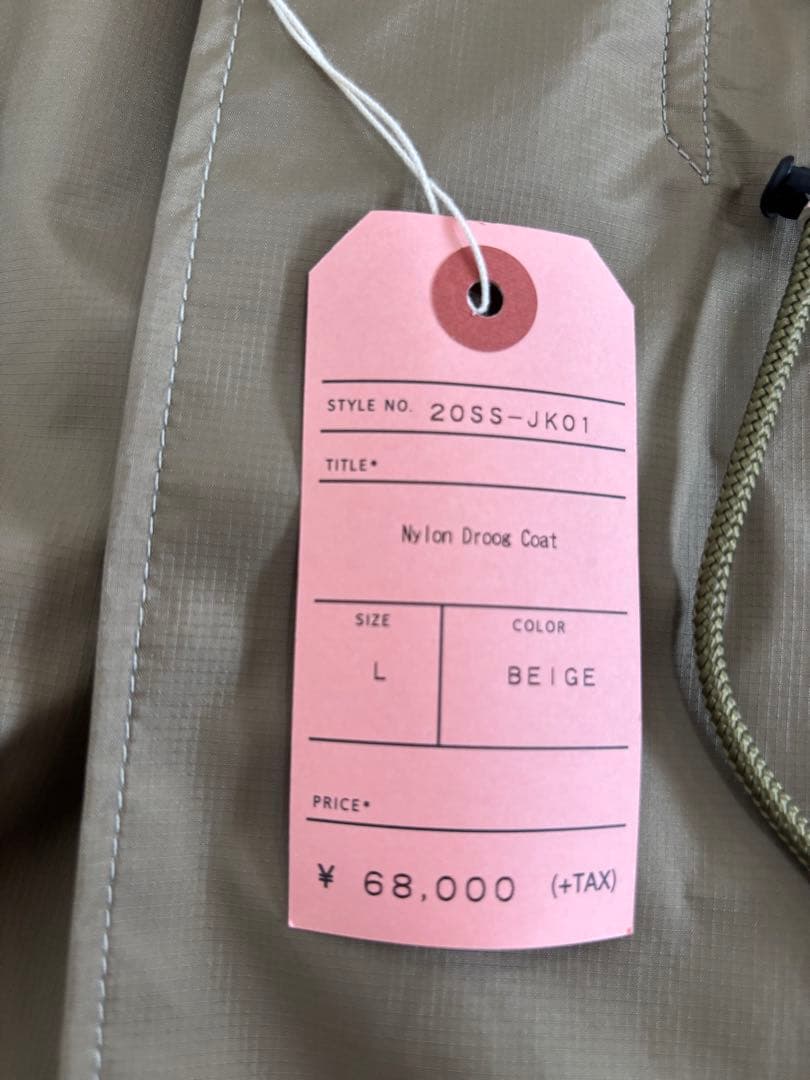 STYLE NO. 20SS-JK01
TITLE*
Nylon Droog Coat
SIZE
L
COLOR
BEIGE
PRICE*
¥ 68,000 (+TAX)